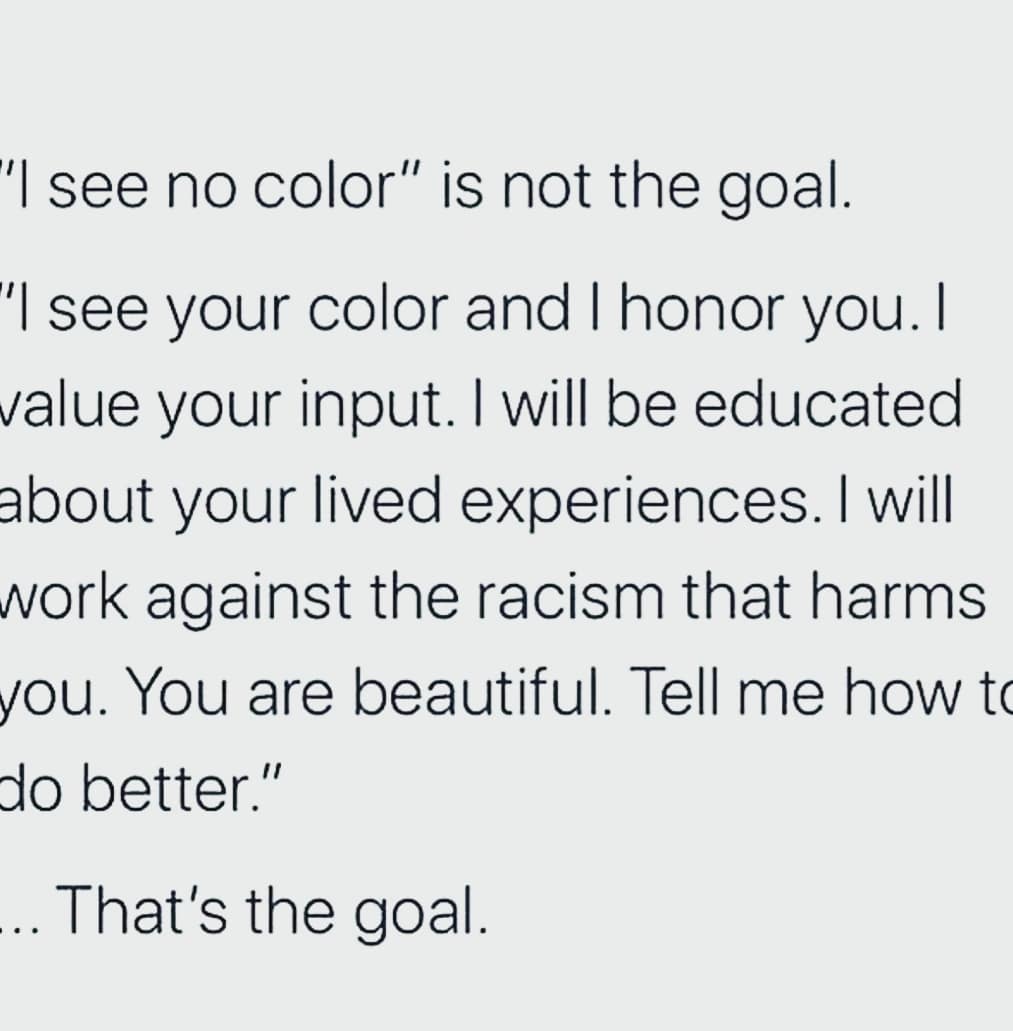 "I see no color" is not the goal.
"I see your color and I honor you. I
value your input. I will be educated
about your lived experiences. I will
work against the racism that harms
you. You are beautiful. Tell me how to
do better."
... That's the goal.